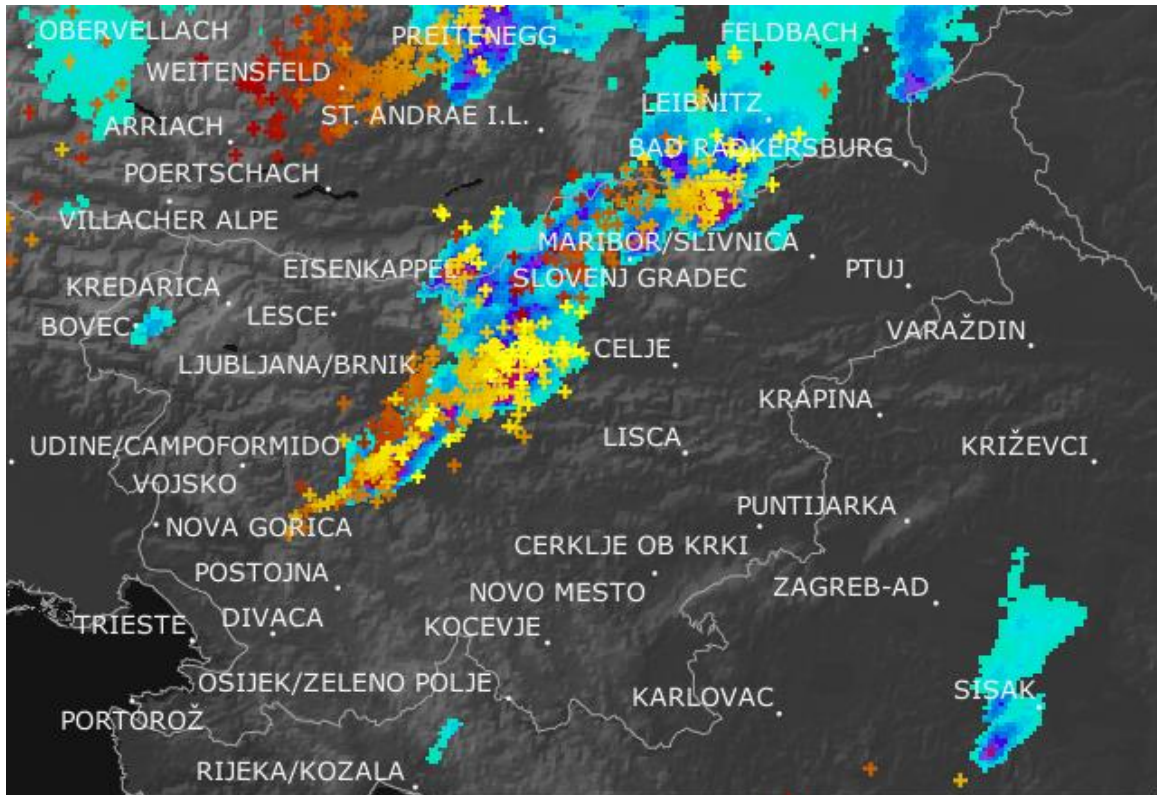 OBERVELLACH
PREITENEGG
FELDBACH
WEITENSFELD
ST. ANDRAE I.L.
LEIBNITZ
ARRIACH
BAD RADKERSBURG
POERTSCHACH
VILLACHER ALPE
MARIBOR/SLIVNICA
EISENKAPPEL
SLOVENJ GRADEC
PTUJ
KREDARICA
BOVEC
LESCE
VARAŽDIN
LJUBLJANA/BRNIK
CELJE
KRAPINA
UDINE/CAMPOFORMIDO
LISCA
KRIŽEVCI
VOJSKO
NOVA GORICA
PUNTIJARKA
CERKLJE OB KRKI
POSTOJNA
NOVO MESTO
ZAGREB-AD
TRIESTE
DIVACA
KOCEVJE
OSIJEK/ZELENO POLJE
KARLOVAC
SISAK
PORTOROŽ
RIJEKA/KOZALA